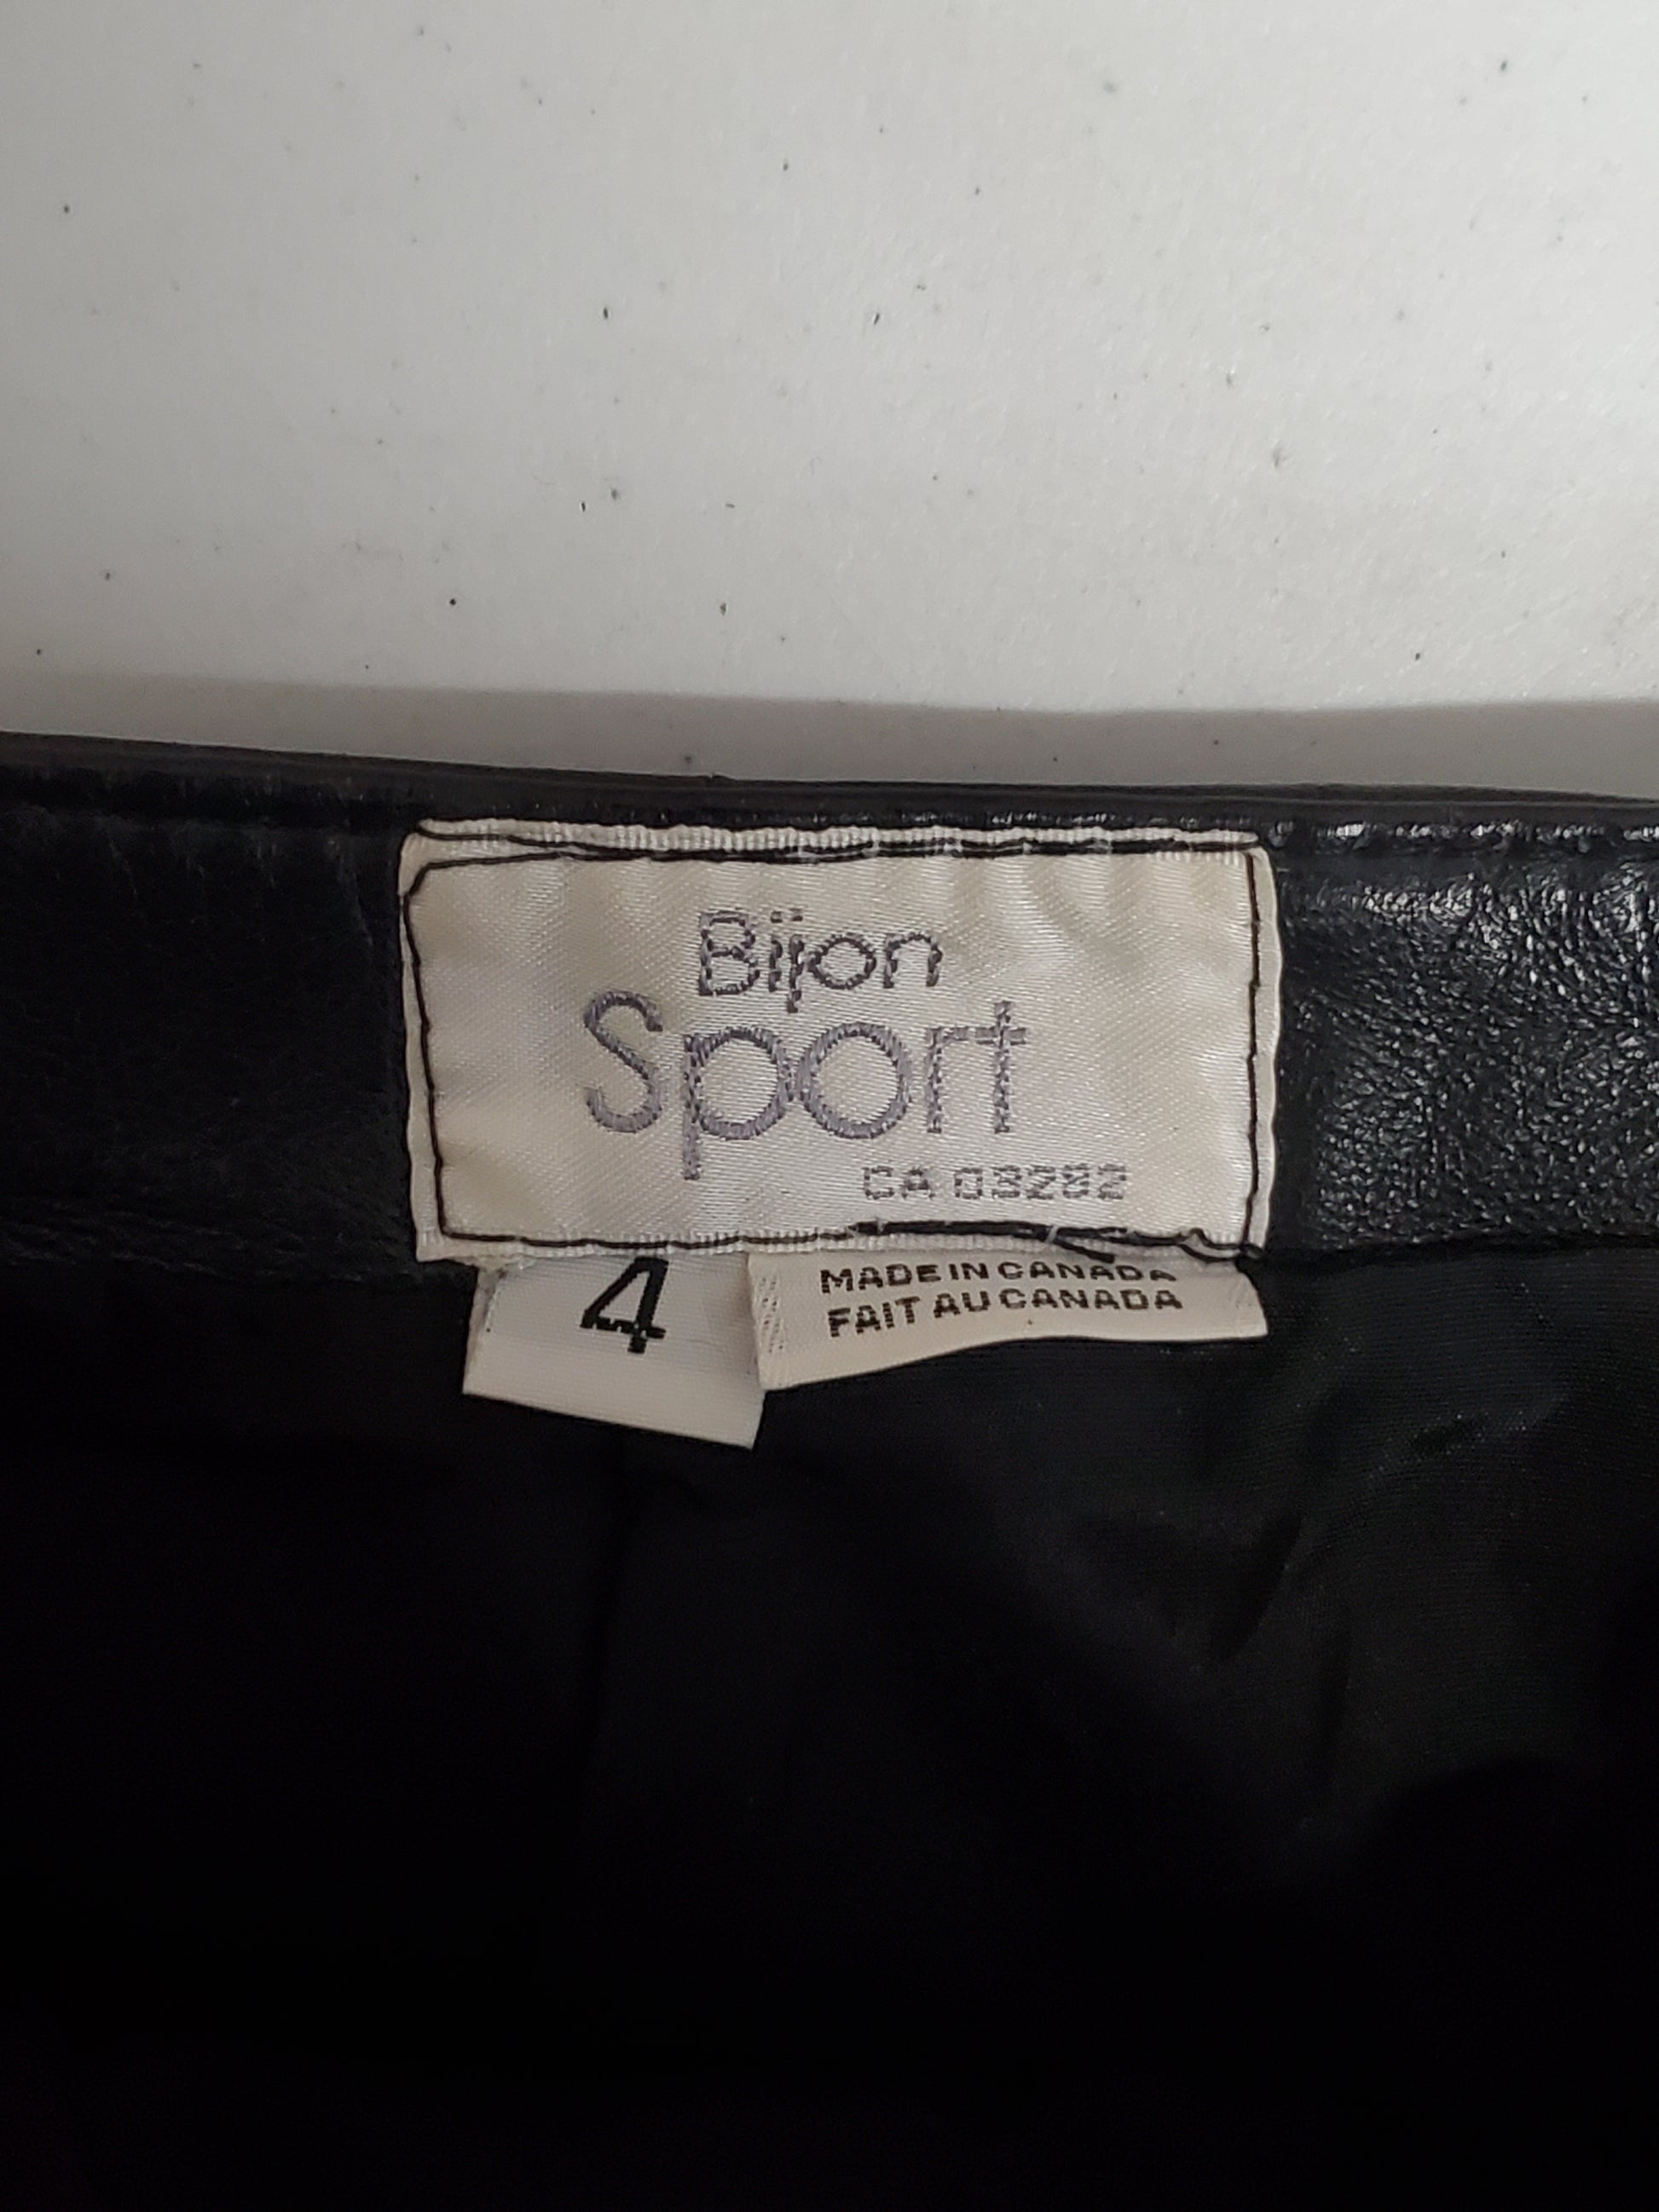 Bijon
Sport
CA 03282
4
MADE IN CANADA
FAIT AU CANADA